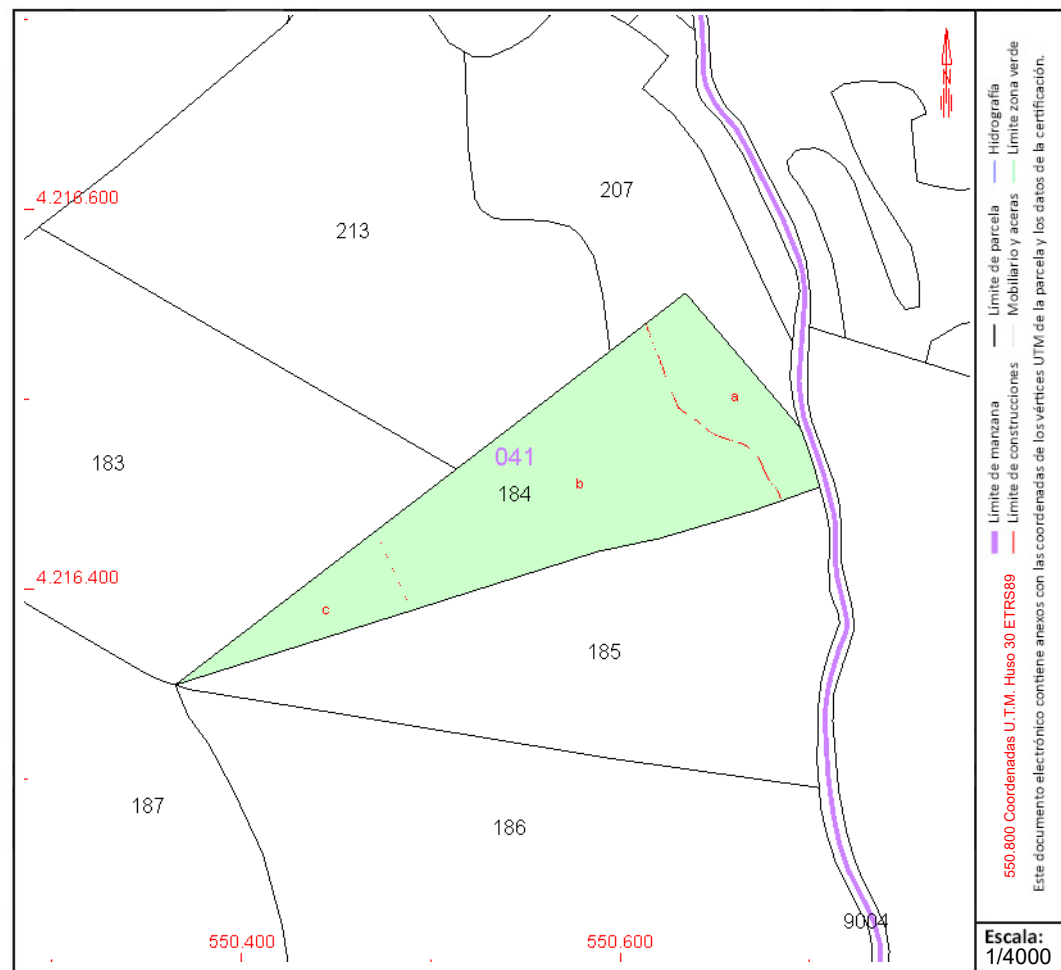 4.216.600
207
213
a
041
183
b
184
4.216.400
c
185
187
186
9004
550.400
550.600
N
Límite de manzana
Límite de construcciones
Límite de parcela
Mobiliario y aceras
Hidrografía
Límite zona verde
550.800 Coordenadas U.T.M. Huso 30 ETRS89
Este documento electrónico contiene anexos con las coordenadas de los vértices UTM de la parcela y los datos de la certificación.
Escala:
1/4000